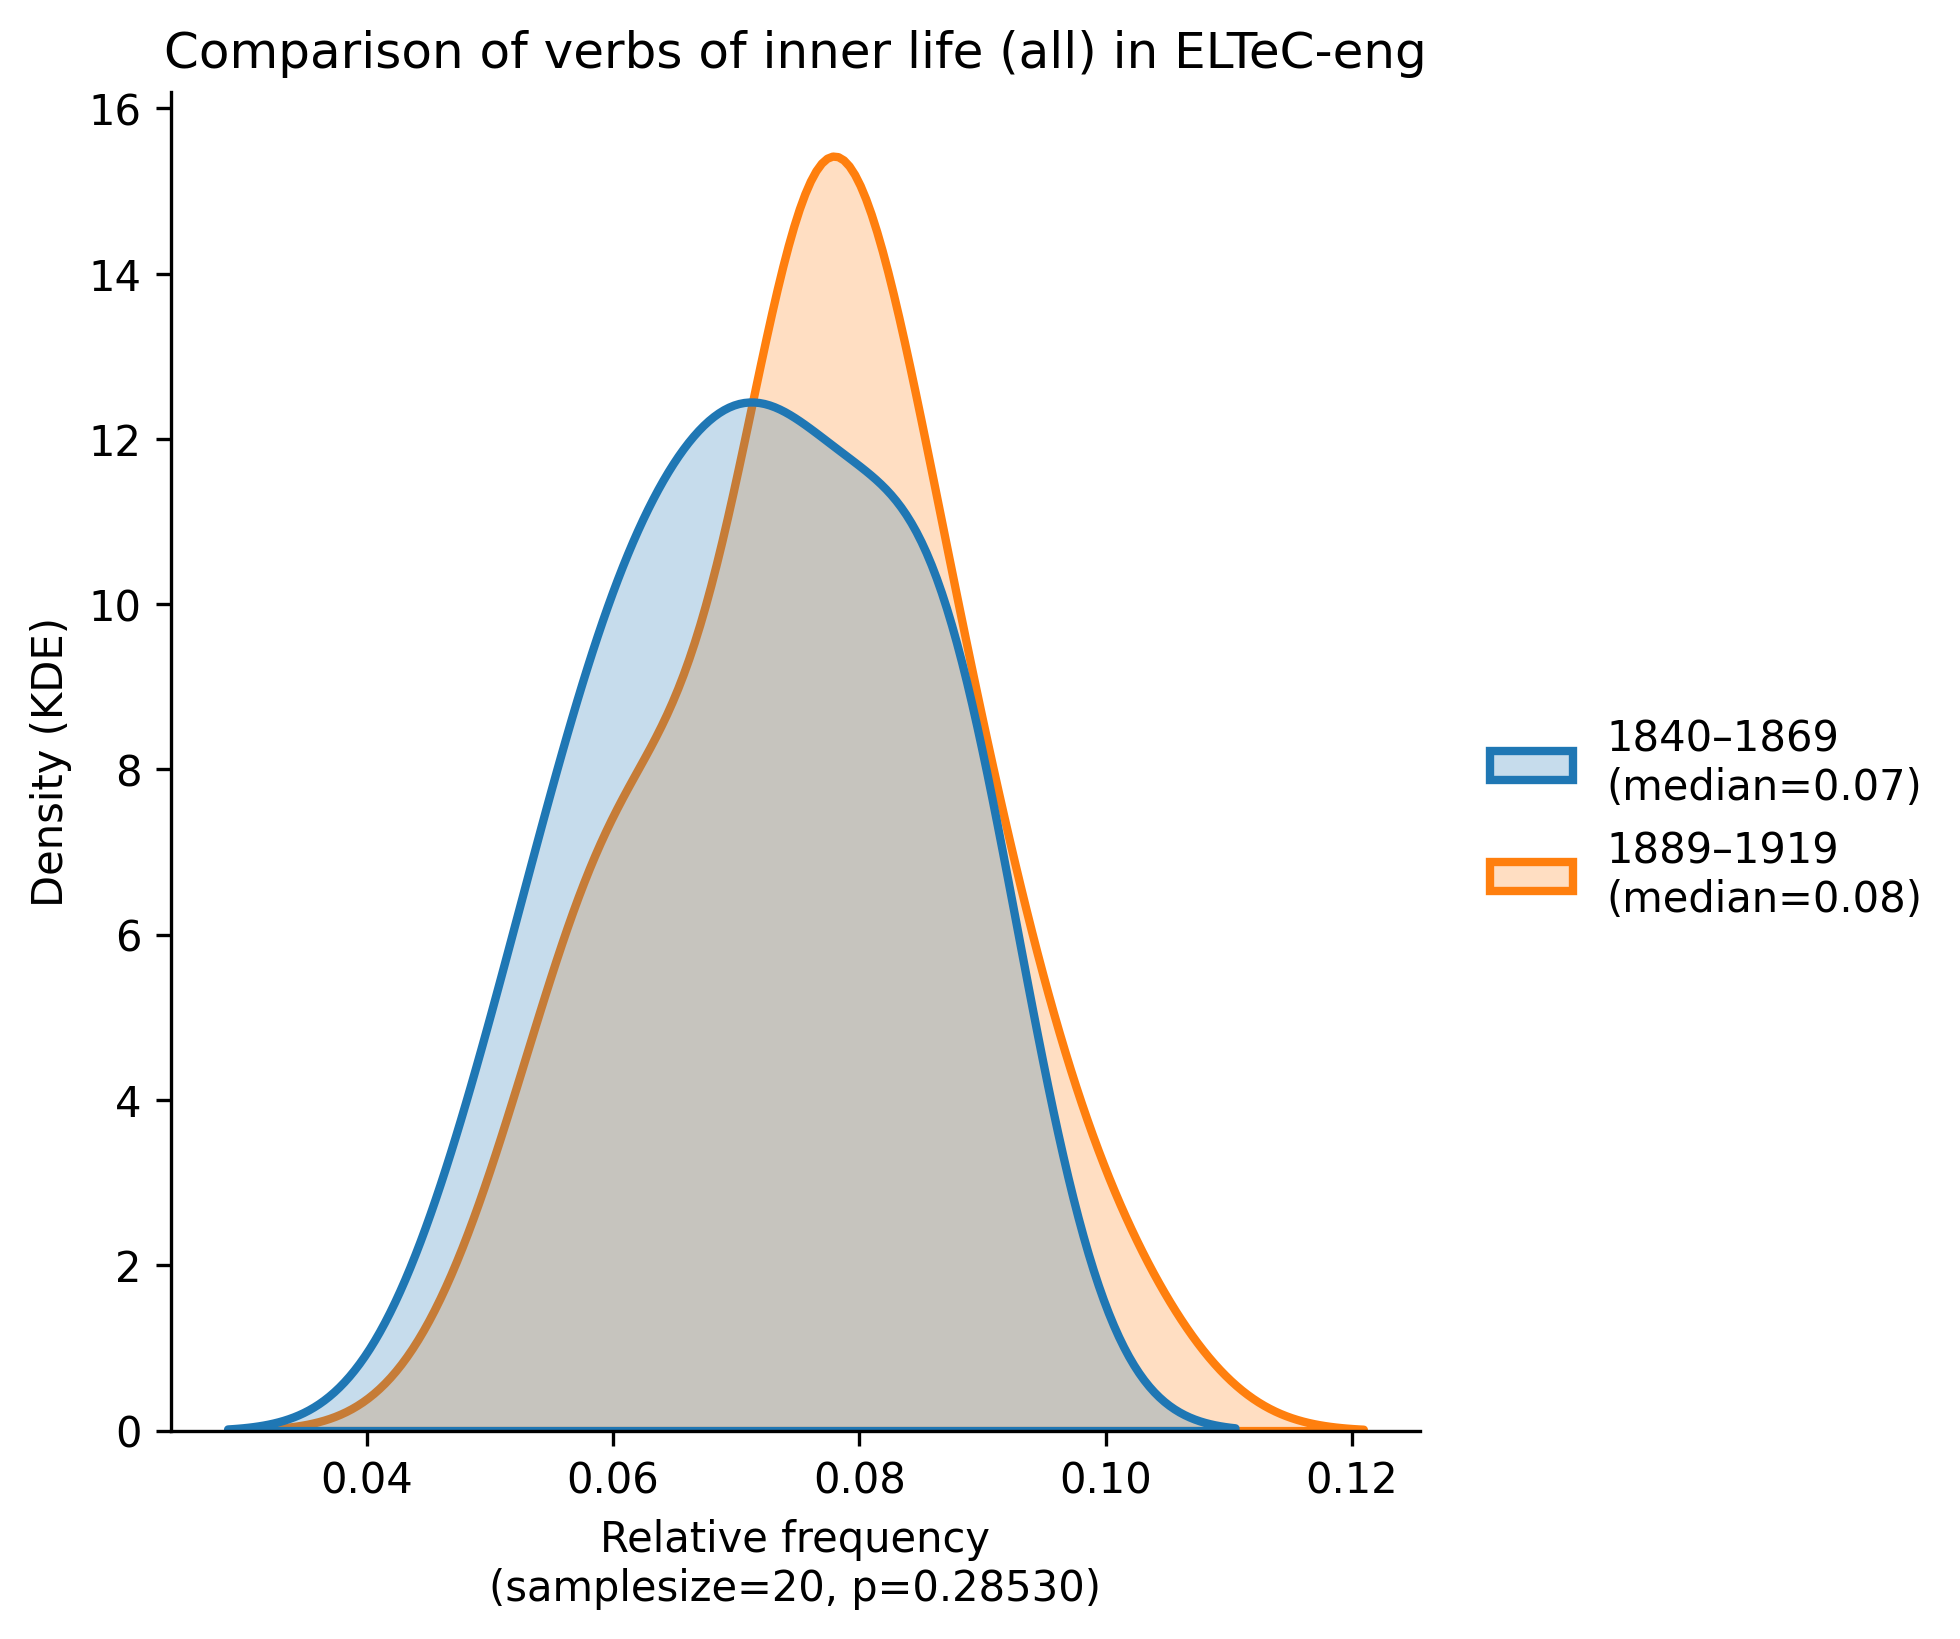 Comparison of verbs of inner life (all) in ELTeC-eng
16
14
12
10
8
6
4
2
0
Density (KDE)
0.04 0.06 0.08 0.10 0.12
Relative frequency
(samplesize=20, p=0.28530)
1840–1869
(median=0.07)
1889–1919
(median=0.08)